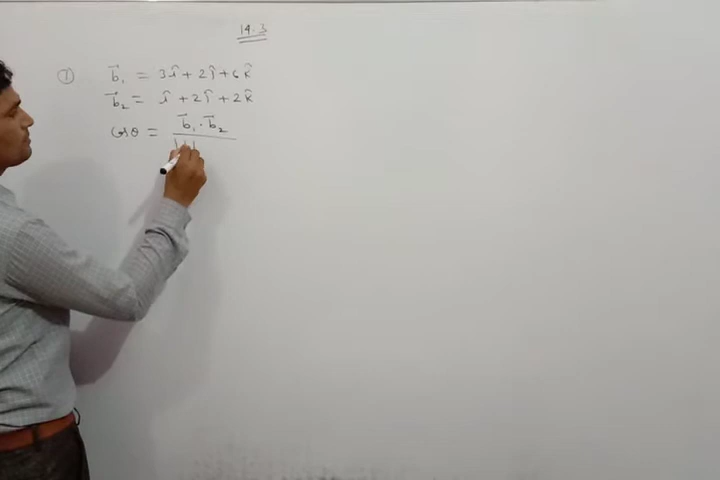 14.3
① b⃗₁ = 3î + 2ĵ + 6k̂
b⃗₂ = î + 2ĵ + 2k̂
cosθ = b⃗₁ · b⃗₂